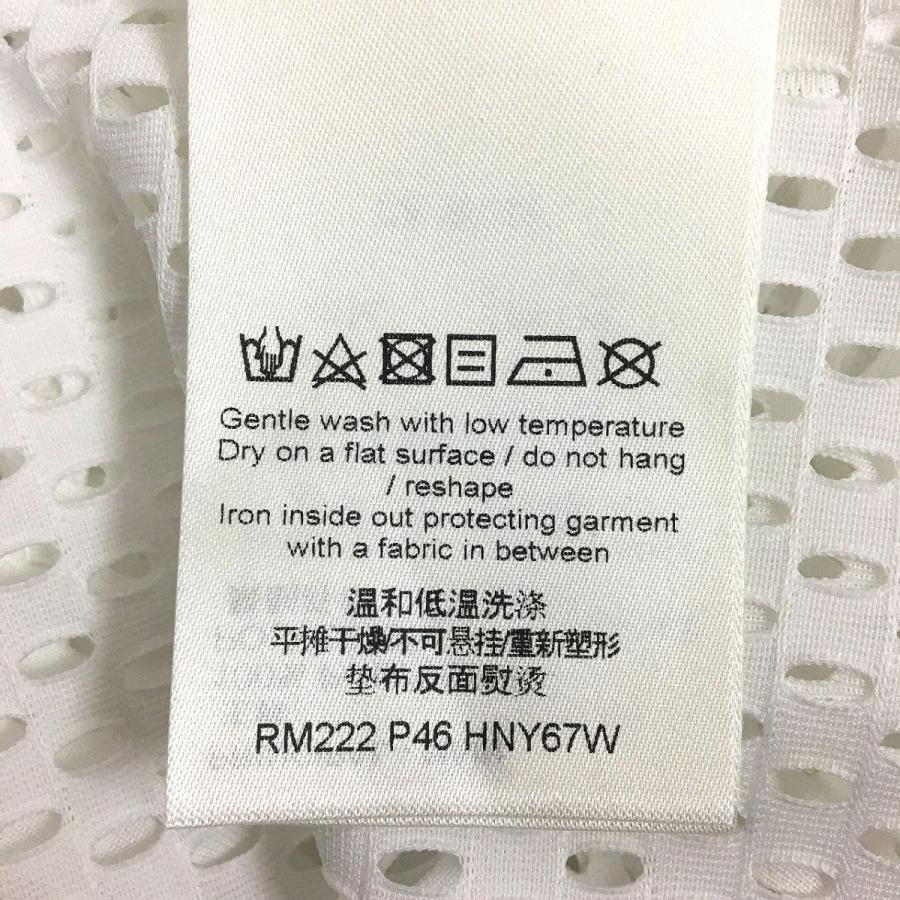 Gentle wash with low temperature
Dry on a flat surface / do not hang
/ reshape
Iron inside out protecting garment
with a fabric in between
温和低温洗涤
平摊干燥/不可悬挂/重新塑形
垫布反面熨烫
RM222 P46 HNY67W